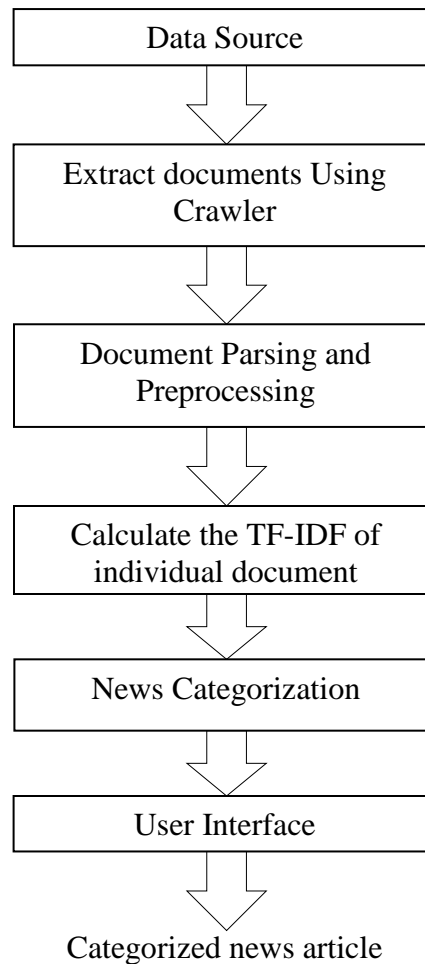 Data Source
Extract documents Using
Crawler
Document Parsing and
Preprocessing
Calculate the TF-IDF of
individual document
News Categorization
User Interface
Categorized news article